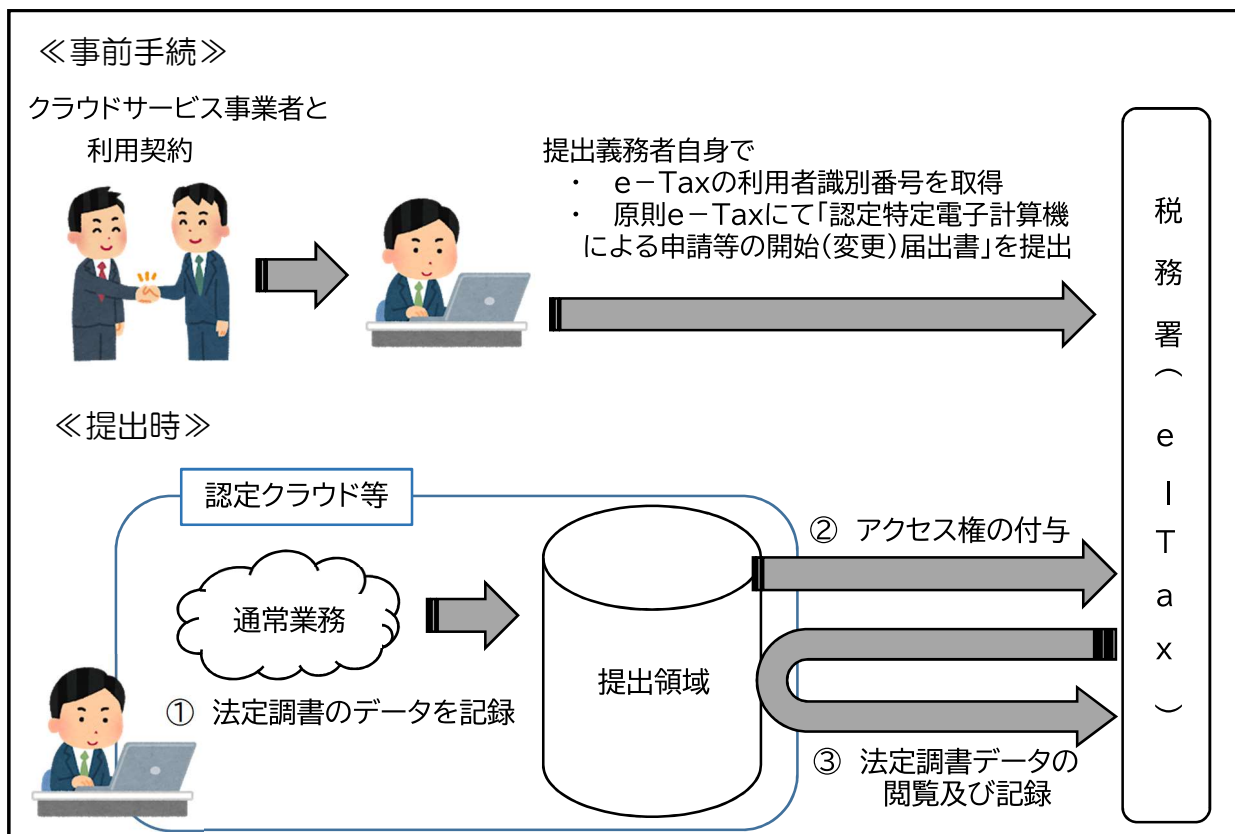 ≪事前手続≫
クラウドサービス事業者と
利用契約
提出義務者自身で
・ e－Taxの利用者識別番号を取得
・ 原則e－Taxにて「認定特定電子計算機
による申請等の開始(変更)届出書」を提出
税務署(eｌTax)
≪提出時≫
認定クラウド等
通常業務
① 法定調書のデータを記録
提出領域
② アクセス権の付与
③ 法定調書データの
閲覧及び記録